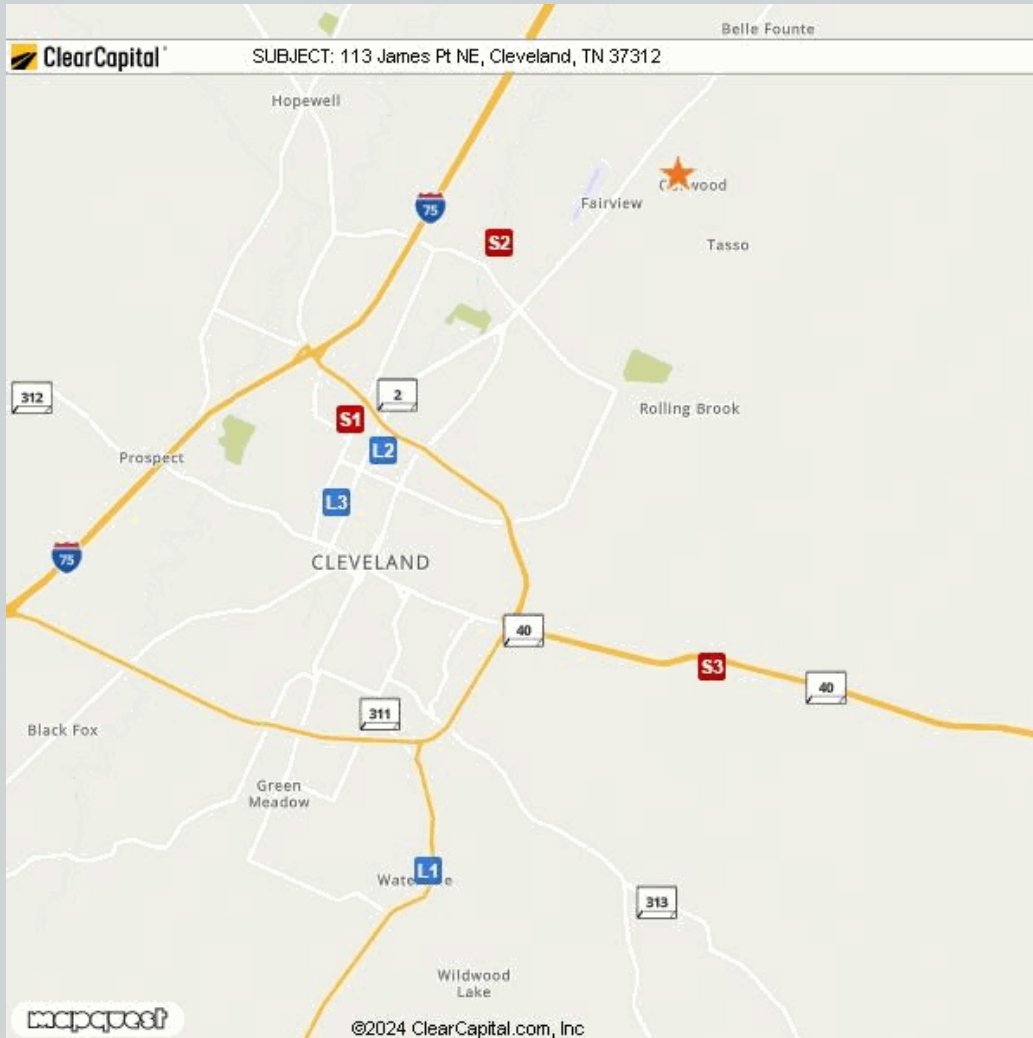 Belle Founte
ClearCapital
SUBJECT: 113 James Pt NE, Cleveland, TN 37312
Hopewell
75
Fairview
Tasso
S2
312
2
Rolling Brook
S1
L2
Prospect
L3
75
CLEVELAND
40
S3
40
311
Black Fox
Green
Meadow
L1
313
Wildwood
Lake
mapquest
©2024 ClearCapital.com, Inc